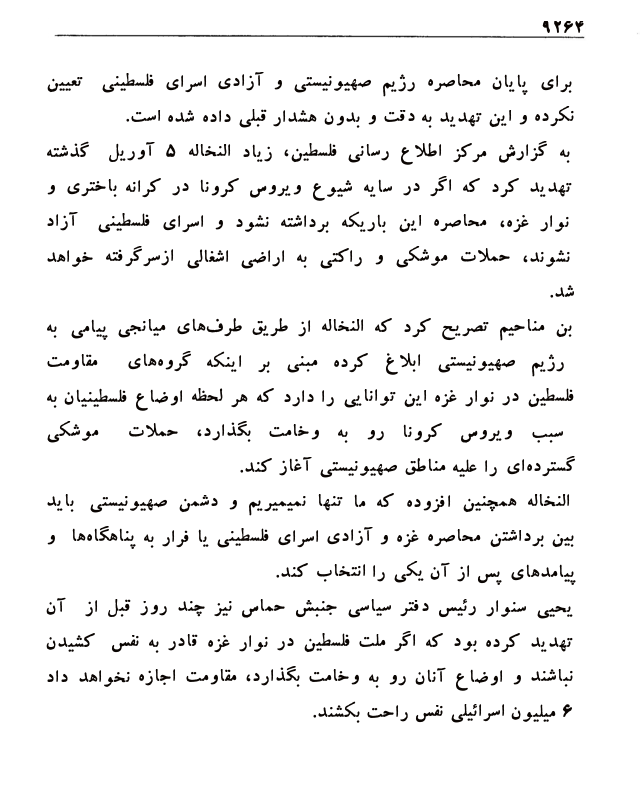 ۹۲۶۴
برای پایان محاصره رژیم صهیونیستی و آزادی اسرای فلسطینی تعیین
نکرده و این تهدید به دقت و بدون هشدار قبلی داده شده است.
به گزارش مرکز اطلاع رسانی فلسطین، زیاد النخاله ۵ آوریل گذشته
تهدید کرد که اگر در سایه شیوع ویروس کرونا در کرانه باختری و
نوار غزه، محاصره این باریکه برداشته نشود و اسرای فلسطینی آزاد
نشوند، حملات موشکی و راکتی به اراضی اشغالی ازسرگرفته خواهد
شد.
بن مناحیم تصریح کرد که النخاله از طریق طرف‌های میانجی پیامی به
رژیم صهیونیستی ابلاغ کرده مبنی بر اینکه گروه‌های مقاومت
فلسطین در نوار غزه این توانایی را دارد که هر لحظه اوضاع فلسطینیان به
سبب ویروس کرونا رو به وخامت بگذارد، حملات موشکی
گسترده‌ای را علیه مناطق صهیونیستی آغاز کند.
النخاله همچنین افزوده که ما تنها نمیمیریم و دشمن صهیونیستی باید
بین برداشتن محاصره غزه و آزادی اسرای فلسطینی یا فرار به پناهگاه‌ها و
پیامدهای پس از آن یکی را انتخاب کند.
یحیی سنوار رئیس دفتر سیاسی جنبش حماس نیز چند روز قبل از آن
تهدید کرده بود که اگر ملت فلسطین در نوار غزه قادر به نفس کشیدن
نباشند و اوضاع آنان رو به وخامت بگذارد، مقاومت اجازه نخواهد داد
۶ میلیون اسرائیلی نفس راحت بکشند.